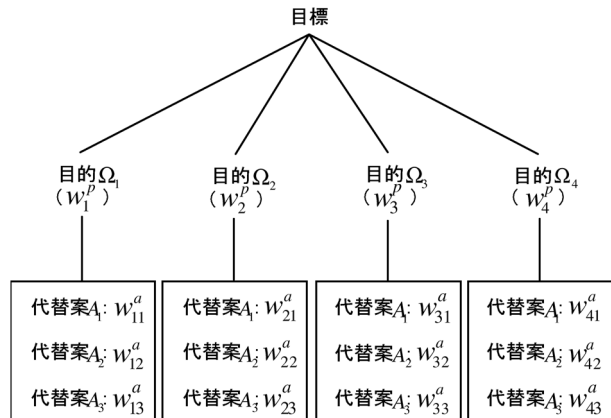 目標
目的Ω₁ 目的Ω₂ 目的Ω₃ 目的Ω₄
(w₁ᵖ) (w₂ᵖ) (w₃ᵖ) (w₄ᵖ)
代替案A₁: w₁₁ᵃ
代替案A₂: w₁₂ᵃ
代替案A₃: w₁₃ᵃ
代替案A₁: w₂₁ᵃ
代替案A₂: w₂₂ᵃ
代替案A₃: w₂₃ᵃ
代替案A₁: w₃₁ᵃ
代替案A₂: w₃₂ᵃ
代替案A₃: w₃₃ᵃ
代替案A₁: w₄₁ᵃ
代替案A₂: w₄₂ᵃ
代替案A₃: w₄₃ᵃ